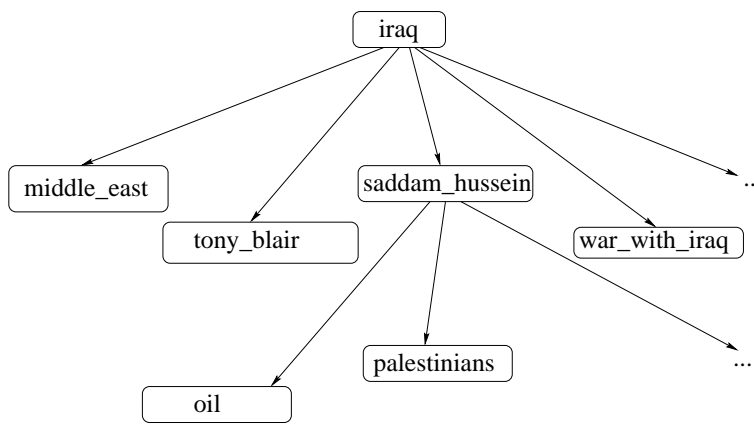 iraq
middle_east
saddam_hussein
...
tony_blair
war_with_iraq
palestinians
...
oil